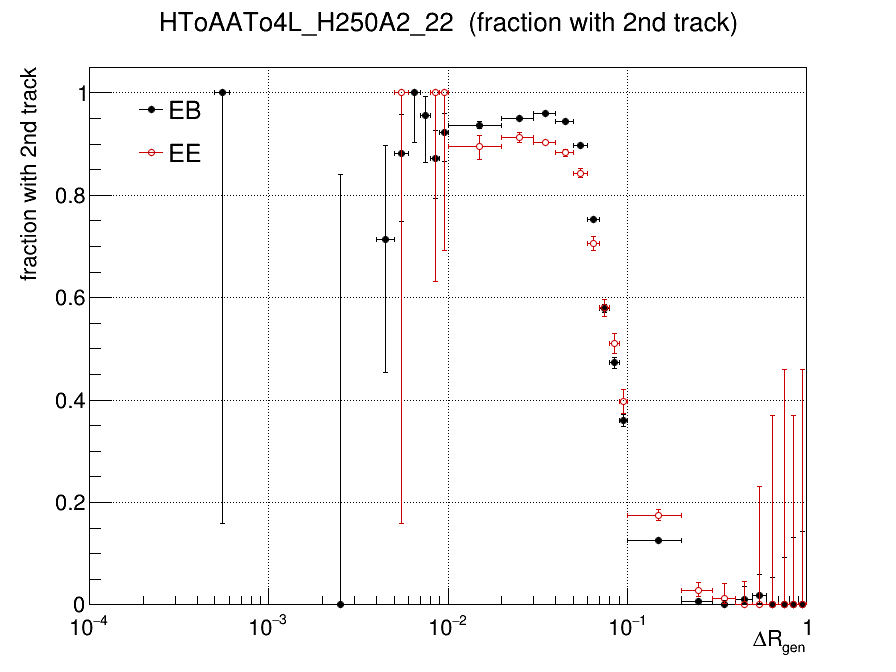 HToAATo4L_H250A2_22 (fraction with 2nd track)
fraction with 2nd track
1
0.8
0.6
0.4
0.2
0
EB
EE
10⁻⁴
10⁻³
10⁻²
10⁻¹
1
ΔR_gen